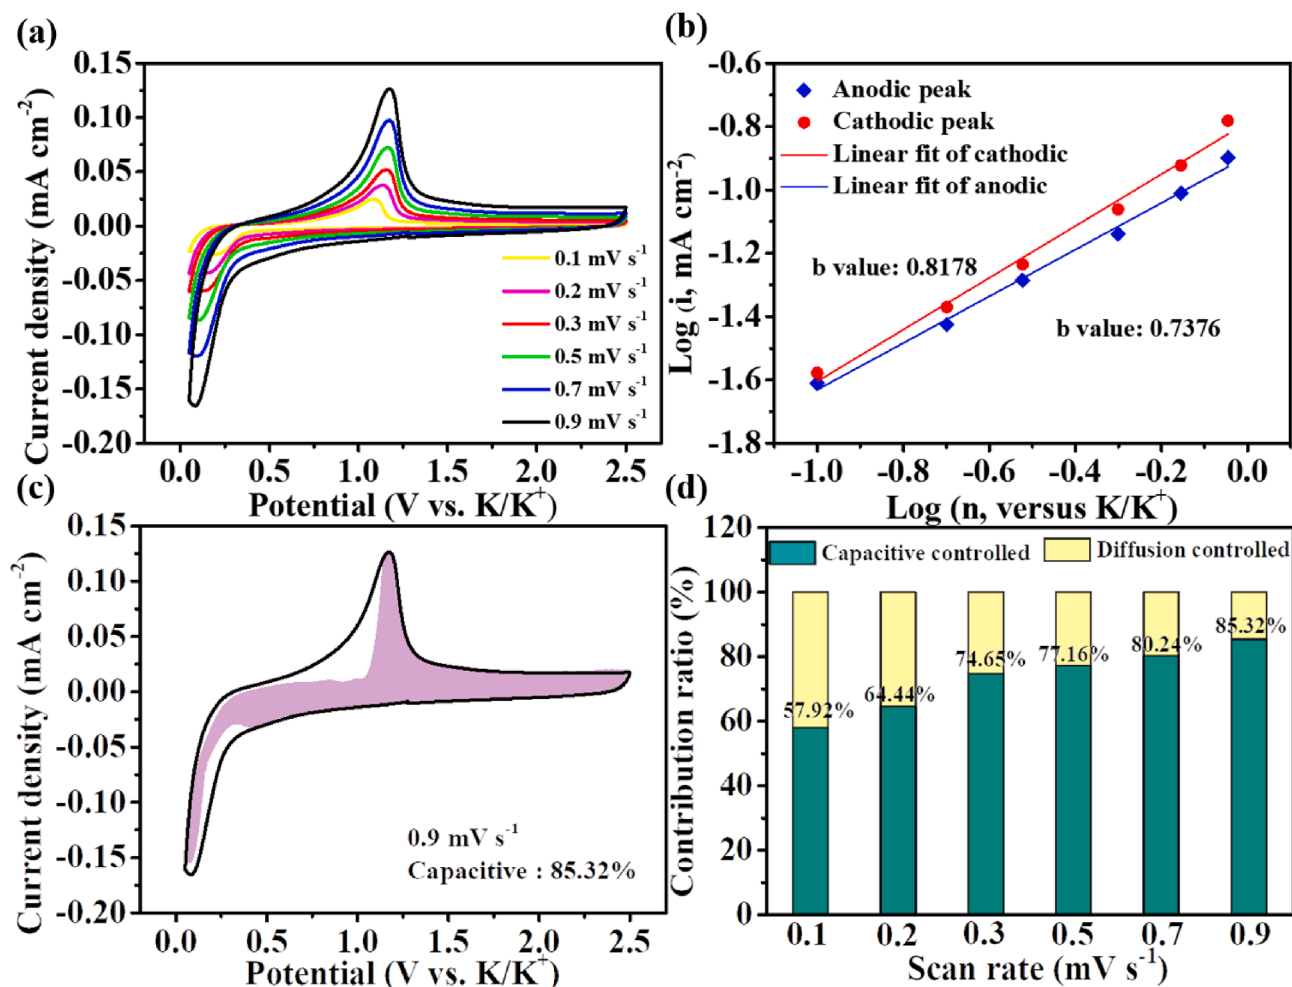 (a)
0.15
0.10
0.05
0.00
-0.05
-0.10
-0.15
-0.20
Current density (mA cm⁻²)
0.1 mV s⁻¹
0.2 mV s⁻¹
0.3 mV s⁻¹
0.5 mV s⁻¹
0.7 mV s⁻¹
0.9 mV s⁻¹
0.0 0.5 1.0 1.5 2.0 2.5
Potential (V vs. K/K⁺)
(b)
-0.6
-0.8
-1.0
-1.2
-1.4
-1.6
-1.8
Log (i, mA cm⁻²)
Anodic peak
Cathodic peak
Linear fit of cathodic
Linear fit of anodic
b value: 0.8178
b value: 0.7376
-1.0 -0.8 -0.6 -0.4 -0.2 0.0
Log (n, versus K/K⁺)
(c)
0.15
0.10
0.05
0.00
-0.05
-0.10
-0.15
-0.20
Current density (mA cm⁻²)
0.9 mV s⁻¹
Capacitive : 85.32%
0.0 0.5 1.0 1.5 2.0 2.5
Potential (V vs. K/K⁺)
(d)
120
100
80
60
40
20
0
Contribution ratio (%)
Capacitive controlled Diffusion controlled
57.92% 64.44% 74.65% 77.16% 80.24% 85.32%
0.1 0.2 0.3 0.5 0.7 0.9
Scan rate (mV s⁻¹)